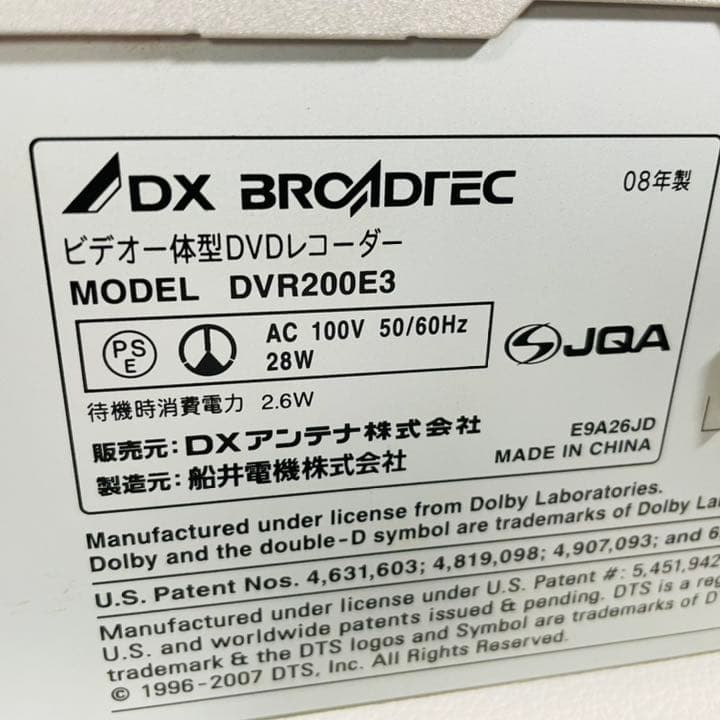 DX BROADTEC
08年製
ビデオ一体型DVDレコーダー
MODEL DVR200E3
PS
E
AC 100V 50/60Hz
28W
JQA
待機時消費電力 2.6W
販売元:DXアンテナ株式会社
製造元:船井電機株式会社
E9A26JD
MADE IN CHINA
Manufactured under license from Dolby Laboratories.
Dolby and the double-D symbol are trademarks of Dolby
U.S. Patent Nos. 4,631,603; 4,819,098; 4,907,093; and
Manufactured under license under U.S. Patent #: 5,451,942
U.S. and worldwide patents issued & pending. DTS is a
trademark & the DTS logos and Symbol are trademarks of
© 1996-2007 DTS, Inc. All Rights Reserved.